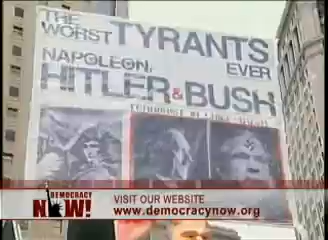 THE
WORST TYRANTS
EVER
NAPOLEON,
HITLER & BUSH
DEMOCRACY
NOW!
VISIT OUR WEBSITE
www.democracynow.org